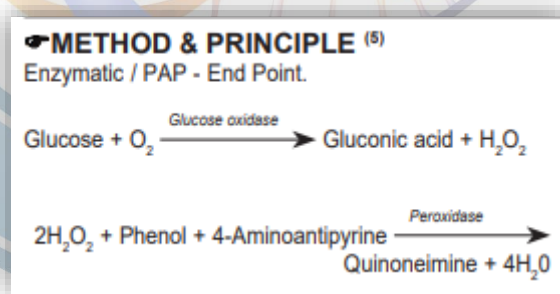 ☛METHOD & PRINCIPLE (5)
Enzymatic / PAP - End Point.
Glucose oxidase
Glucose + O₂ ⟶ Gluconic acid + H₂O₂
Peroxidase
2H₂O₂ + Phenol + 4-Aminoantipyrine ⟶
Quinoneimine + 4H₂0